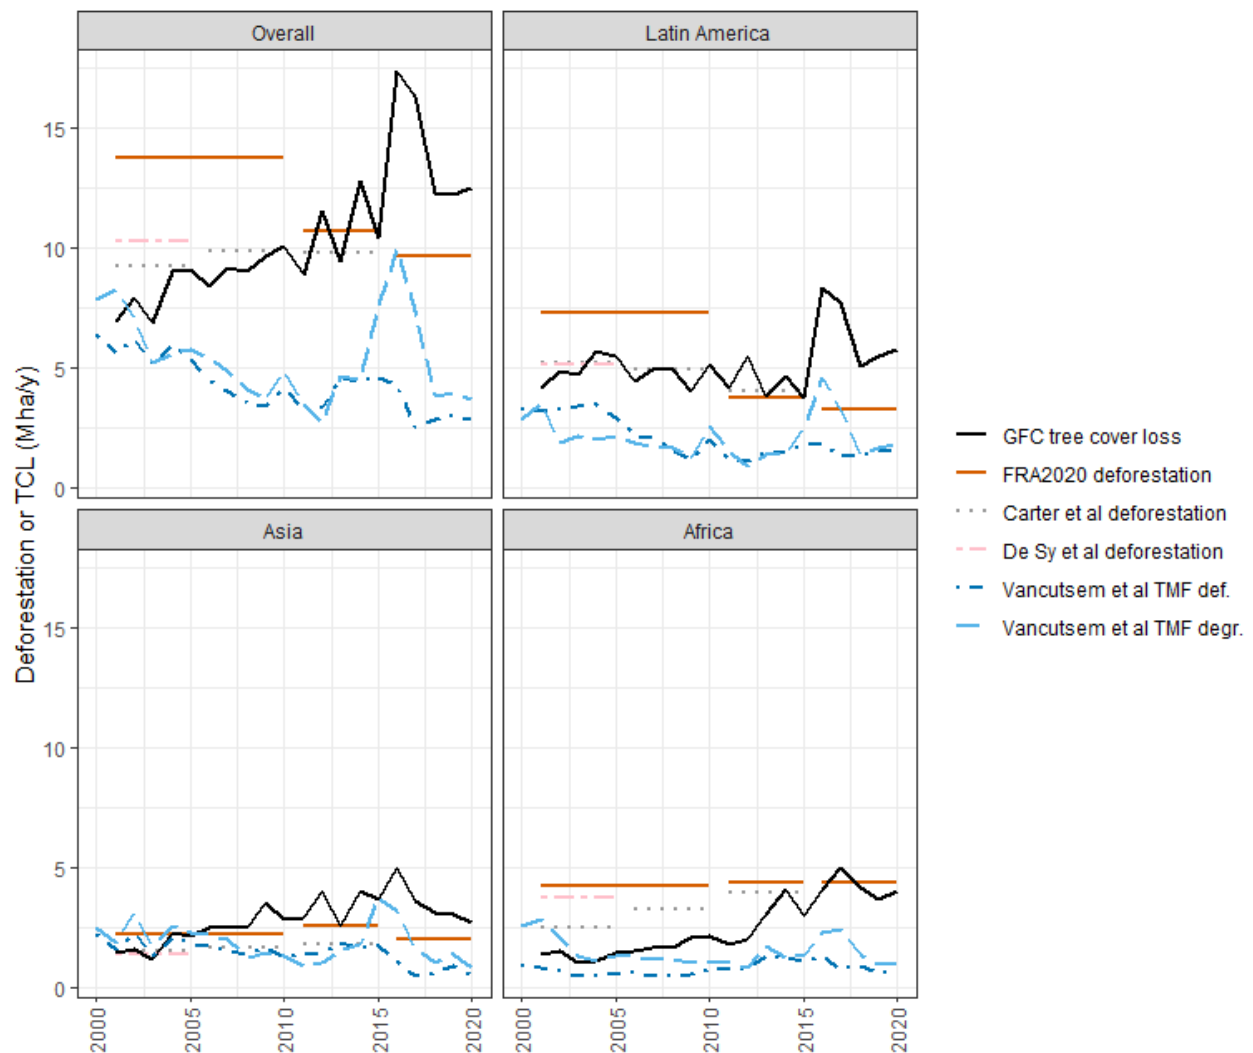 Overall
Latin America
Deforestation or TCL (M ha/y)
15
10
5
0
Asia
Africa
15
10
5
0
2000
2005
2010
2015
2020
2000
2005
2010
2015
2020
GFC tree cover loss
FRA2020 deforestation
Carter et al deforestation
De Sy et al deforestation
Vancutsem et al TMF def.
Vancutsem et al TMF degr.